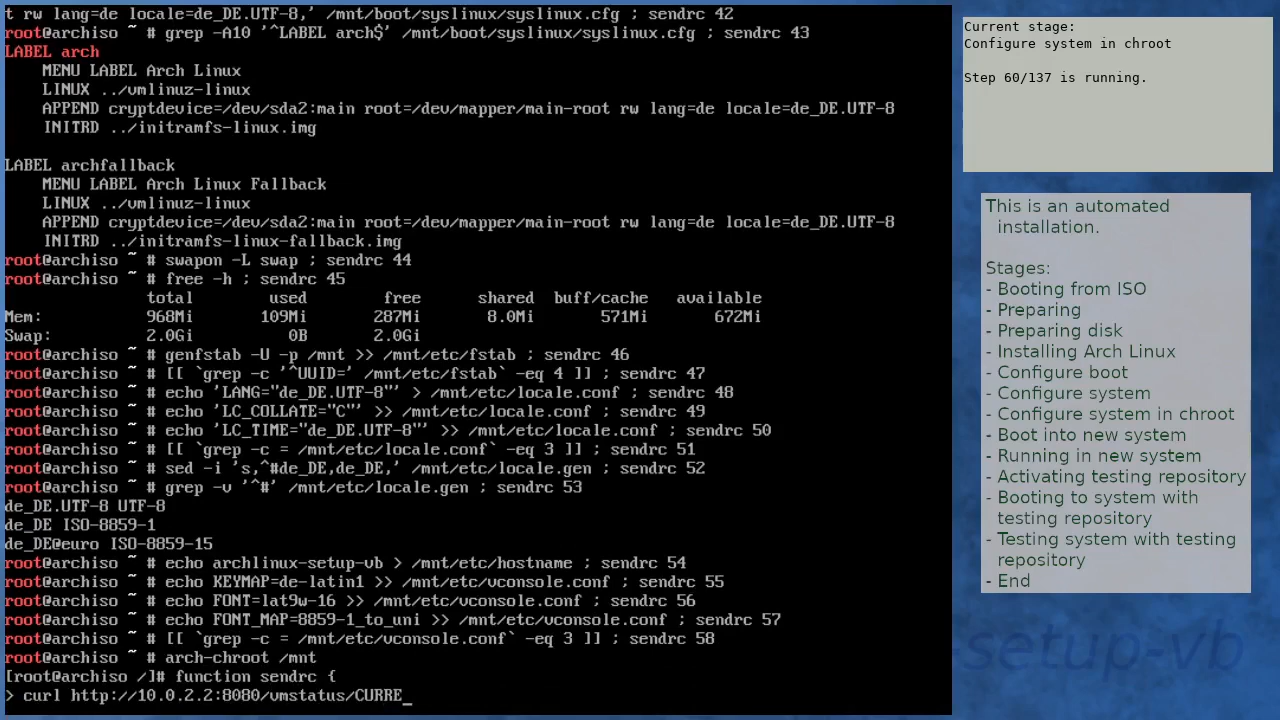 t rw lang=de locale=de_DE.UTF-8,' /mnt/boot/syslinux/syslinux.cfg ; sendrc 42
root@archiso ~ # grep -A10 '^LABEL arch$' /mnt/boot/syslinux/syslinux.cfg ; sendrc 43
LABEL arch
    MENU LABEL Arch Linux
    LINUX ../vmlinuz-linux
    APPEND cryptdevice=/dev/sda2:main root=/dev/mapper/main-root rw lang=de locale=de_DE.UTF-8
    INITRD ../initramfs-linux.img

LABEL archfallback
    MENU LABEL Arch Linux Fallback
    LINUX ../vmlinuz-linux
    APPEND cryptdevice=/dev/sda2:main root=/dev/mapper/main-root rw lang=de locale=de_DE.UTF-8
    INITRD ../initramfs-linux-fallback.img
root@archiso ~ # swapon -L swap ; sendrc 44
root@archiso ~ # free -h ; sendrc 45
               total        used        free      shared  buff/cache   available
Mem:           968Mi       109Mi       287Mi       8.0Mi       571Mi       672Mi
Swap:          2.0Gi          0B       2.0Gi
root@archiso ~ # genfstab -U -p /mnt >> /mnt/etc/fstab ; sendrc 46
root@archiso ~ # [[ `grep -c '^UUID=' /mnt/etc/fstab` -eq 4 ]] ; sendrc 47
root@archiso ~ # echo 'LANG="de_DE.UTF-8"' > /mnt/etc/locale.conf ; sendrc 48
root@archiso ~ # echo 'LC_COLLATE="C"' >> /mnt/etc/locale.conf ; sendrc 49
root@archiso ~ # echo 'LC_TIME="de_DE.UTF-8"' >> /mnt/etc/locale.conf ; sendrc 50
root@archiso ~ # [[ `grep -c = /mnt/etc/locale.conf` -eq 3 ]] ; sendrc 51
root@archiso ~ # sed -i 's,^#de_DE,de_DE,' /mnt/etc/locale.gen ; sendrc 52
root@archiso ~ # grep -v '^#' /mnt/etc/locale.gen ; sendrc 53
de_DE.UTF-8 UTF-8
de_DE ISO-8859-1
de_DE@euro ISO-8859-15
root@archiso ~ # echo archlinux-setup-vb > /mnt/etc/hostname ; sendrc 54
root@archiso ~ # echo KEYMAP=de-latin1 >> /mnt/etc/vconsole.conf ; sendrc 55
root@archiso ~ # echo FONT=lat9w-16 >> /mnt/etc/vconsole.conf ; sendrc 56
root@archiso ~ # echo FONT_MAP=8859-1_to_uni >> /mnt/etc/vconsole.conf ; sendrc 57
root@archiso ~ # [[ `grep -c = /mnt/etc/vconsole.conf` -eq 3 ]] ; sendrc 58
root@archiso ~ # arch-chroot /mnt
[root@archiso /]# function sendrc {
> curl http://10.0.2.2:8080/vmstatus/CURRE_
Current stage:
Configure system in chroot

Step 60/137 is running.
This is an automated
installation.

Stages:
- Booting from ISO
- Preparing
- Preparing disk
- Installing Arch Linux
- Configure boot
- Configure system
- Configure system in chroot
- Boot into new system
- Running in new system
- Activating testing repository
- Booting to system with
testing repository
- Testing system with testing
repository
- End
-setup-vb